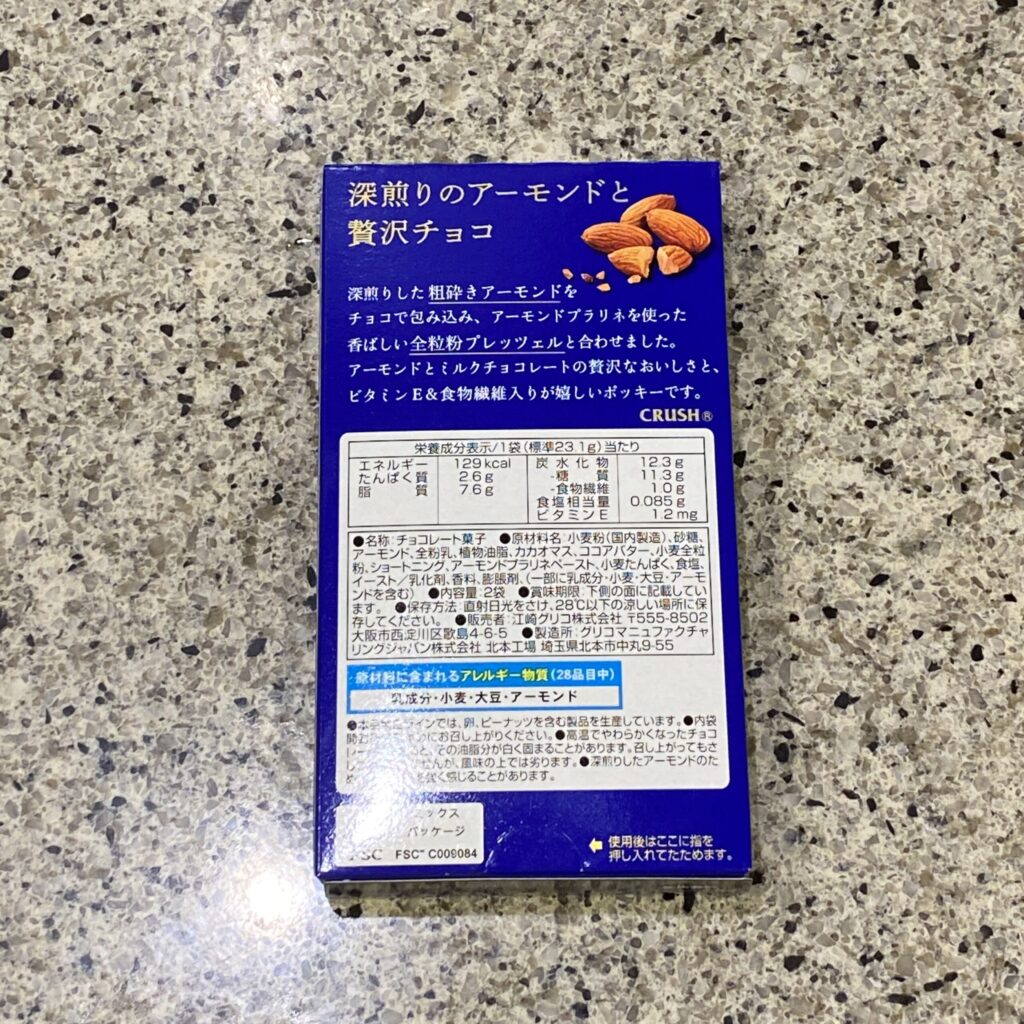 深煎りのアーモンドと
贅沢チョコ
深煎りした粗砕きアーモンドを
チョコで包み込み、アーモンドプラリネを使った
香ばしい全粒粉プレッツェルと合わせました。
アーモンドとミルクチョコレートの贅沢なおいしさと、
ビタミンE&食物繊維入りが嬉しいポッキーです。
CRUSH®
栄養成分表示/1袋(標準23.1g)当たり
エネルギー 129kcal 炭水化物 12.3g
たんぱく質 2.6g -糖質 11.3g
脂質 7.6g -食物繊維 1.0g
食塩相当量 0.085g
ビタミンE 1.2mg
●名称:チョコレート菓子 ●原材料名:小麦粉(国内製造)、砂糖、
アーモンド、全粉乳、植物油脂、カカオマス、ココアバター、小麦全粒
粉、ショートニング、アーモンドプラリネペースト、小麦たんぱく、食塩、
イースト/乳化剤、香料、膨脹剤、(一部に乳成分・小麦・大豆・アーモ
ンドを含む) ●内容量:2袋 ●賞味期限:下側の面に記載してい
ます。 ●保存方法:直射日光をさけ、28℃以下の涼しい場所に保
存してください。 ●販売者:江崎グリコ株式会社 〒555-8502
大阪市西淀川区歌島4-6-5 ●製造所:グリコマニュファクチャ
リングジャパン株式会社 北本工場 埼玉県北本市中丸9-55
原材料に含まれるアレルギー物質(28品目中)
乳成分・小麦・大豆・アーモンド
ラインでは、卵、ピーナッツを含む製品を生産しています。●内袋
にお召し上がりください。●高温でやわらかくなったチョコ
レー と、その油脂分が白く固まることがあります。召し上がってもさ
せんが、風味の上では劣ります。●深煎りしたアーモンドのた
め 強く感じることがあります。
ミックス
パッケージ
FSC FSC™ C009084
使用後はここに指を
押し入れてたためます。